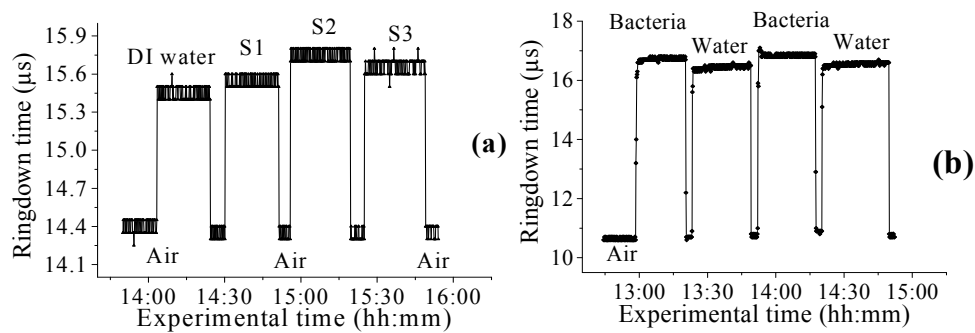 15.9
15.6
15.3
15.0
14.7
14.4
14.1
Ringdown time (µs)
DI water
S1
S2
S3
(a)
Air
Air
Air
14:00
14:30
15:00
15:30
16:00
Experimental time (hh:mm)
18
16
14
12
10
Ringdown time (µs)
Bacteria
Water
Bacteria
Water
(b)
Air
13:00
13:30
14:00
14:30
15:00
Experimental time (hh:mm)